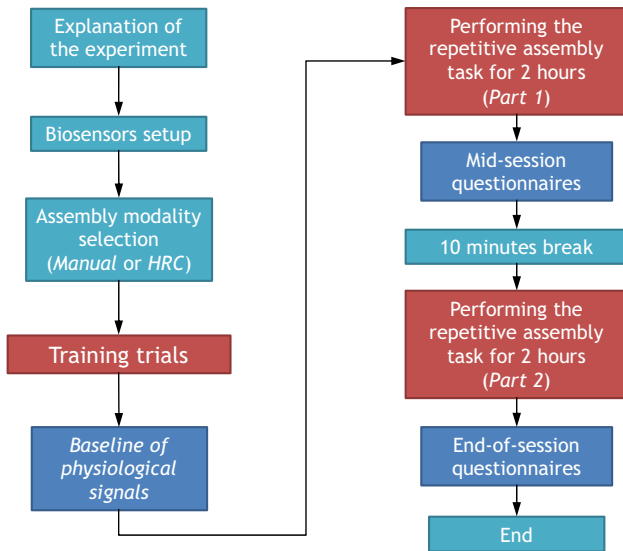 Explanation of
the experiment
Biosensors setup
Assembly modality
selection
(Manual or HRC)
Training trials
Baseline of
physiological
signals
Performing the
repetitive assembly
task for 2 hours
(Part 1)
Mid-session
questionnaires
10 minutes break
Performing the
repetitive assembly
task for 2 hours
(Part 2)
End-of-session
questionnaires
End